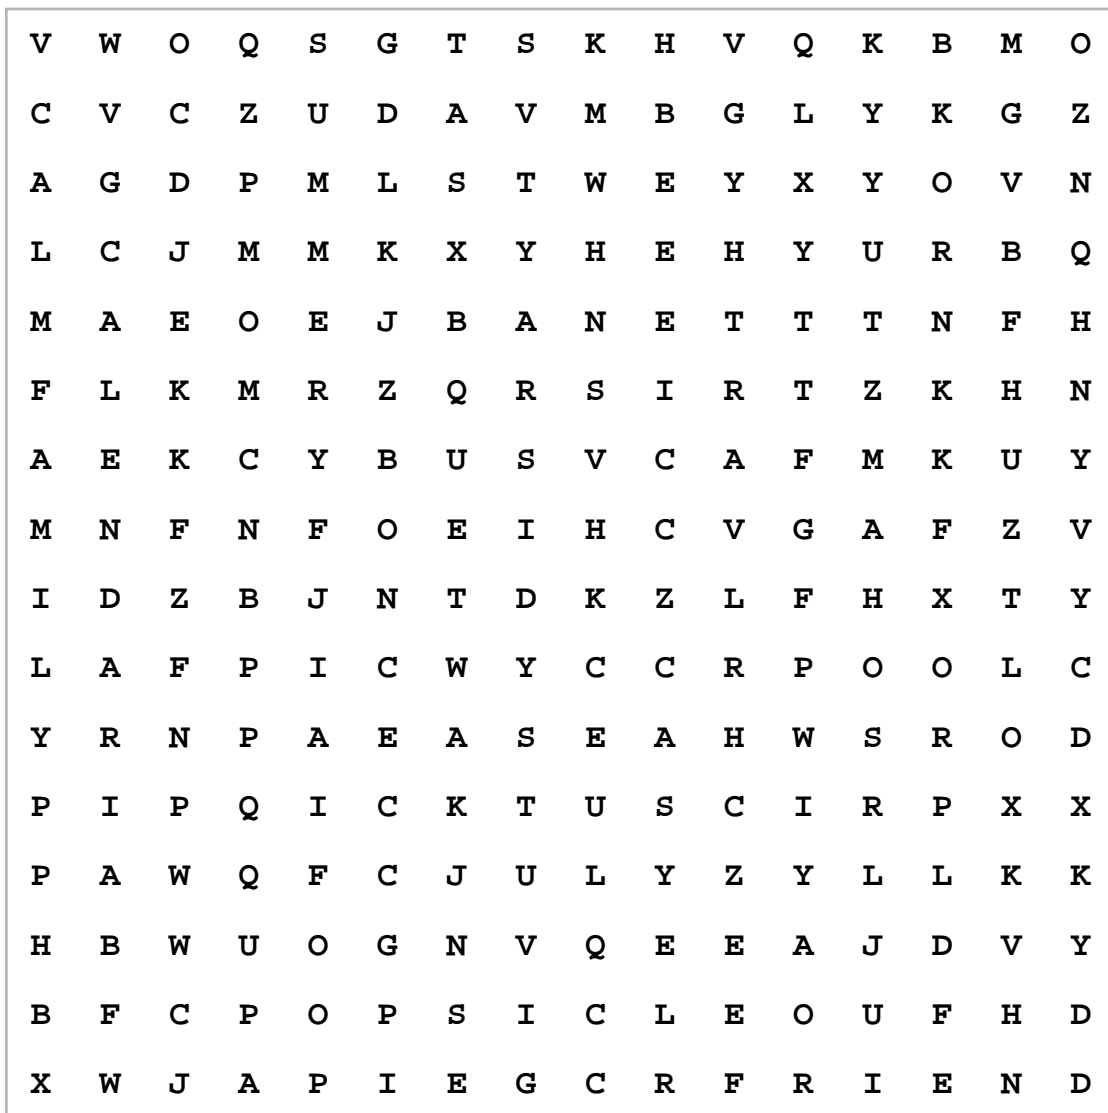 V W O Q S G T S K H V Q K B M O
C V C Z U D A V M B G L Y K G Z
A G D P M L S T W E Y X Y O V N
L C J M M K X Y H E H Y U R B Q
M A E O E J B A N E T T T N F H
F L K M R Z Q R S I R T Z K H N
A E K C Y B U S V C A F M K U Y
M N F N F O E I H C V G A F Z V
I D Z B J N T D K Z L F H X T Y
L A F P I C W Y C C R P O O L C
Y R N P A E A S E A H W S R O D
P I P Q I C K T U S C I R P X X
P A W Q F C J U L Y Z Y L L K K
H B W U O G N V Q E E A J D V Y
B F C P O P S I C L E O U F H D
X W J A P I E G C R F R I E N D